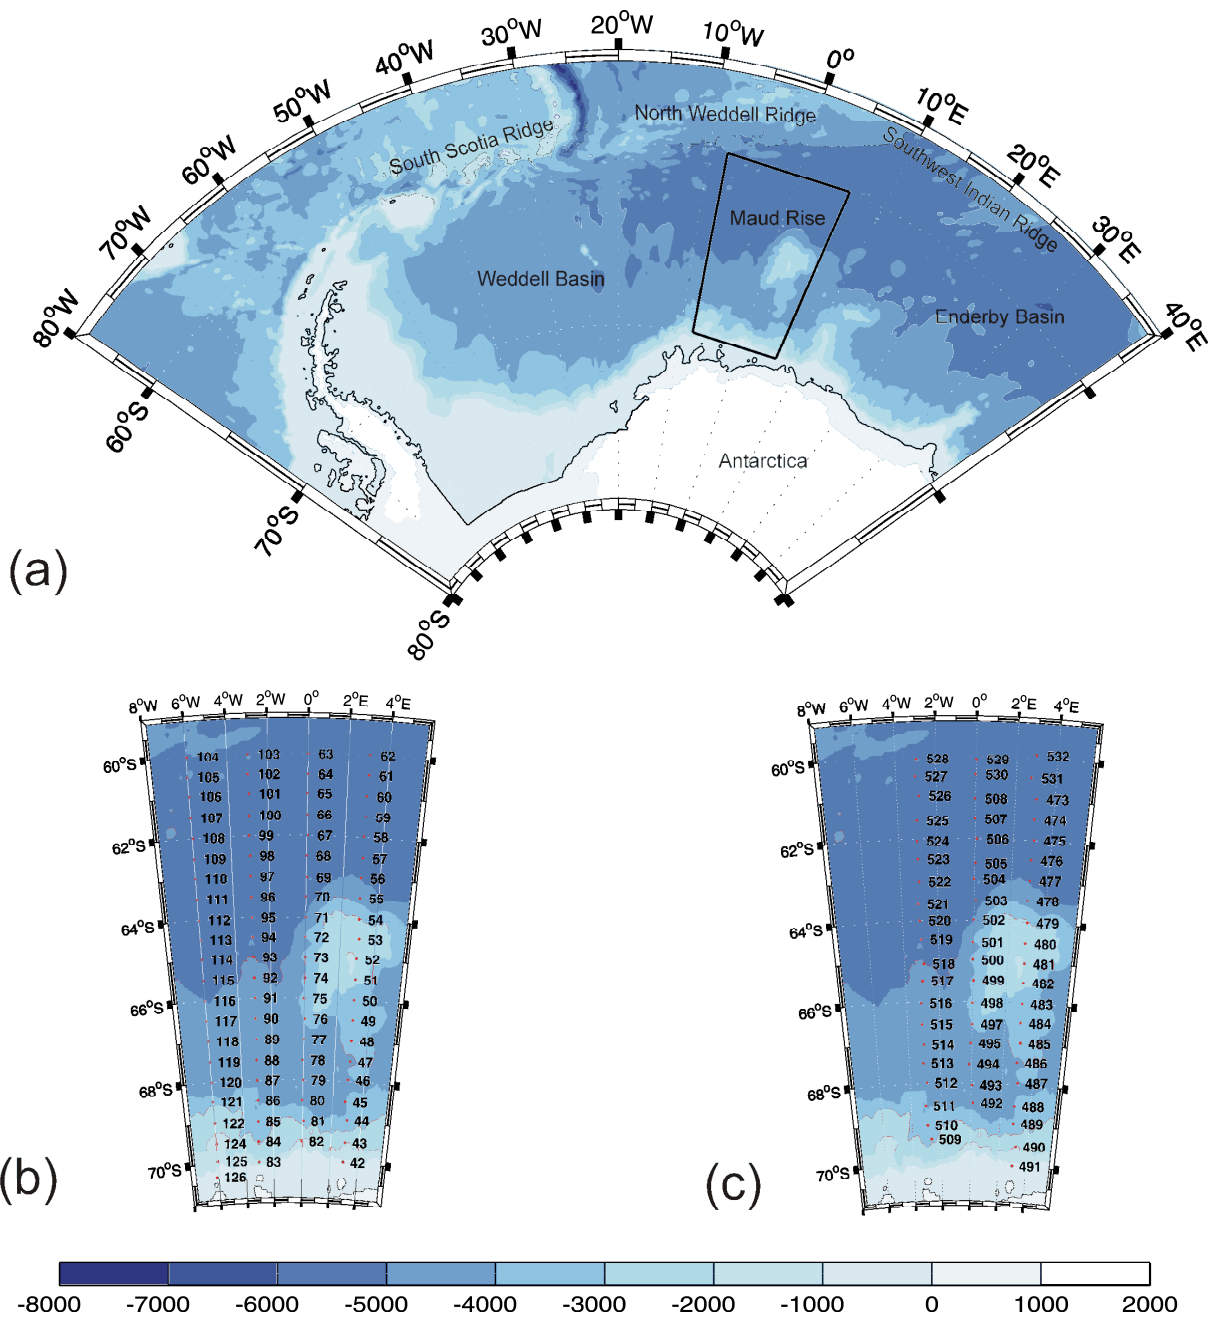 20°W
30°W
10°W
40°W
0°
50°W
10°E
North Weddell Ridge
60°W
South Scotia Ridge
Southwest Indian Ridge
20°E
70°W
Maud Rise
30°E
Weddell Basin
80°W
Enderby Basin
40°E
60°S
Antarctica
70°S
(a)
80°S
8°W 6°W 4°W 2°W 0° 2°E 4°E
60°S
62°S
64°S
66°S
68°S
70°S
104 103 63 62
105 102 64 61
106 101 65 60
107 100 66 59
108 99 67 58
109 98 68 57
110 97 69 56
111 96 70 55
112 95 71 54
113 94 72 53
114 93 73 52
115 92 74 51
116 91 75 50
117 90 76 49
118 89 77 48
119 88 78 47
120 87 79 46
121 86 80 45
122 85 81 44
124 84 82 43
125 83 42
126
(b)
8°W 6°W 4°W 2°W 0° 2°E 4°E
60°S
62°S
64°S
66°S
68°S
70°S
528 529 532
527 530 531
526 508 473
525 507 474
524 506 475
523 505 476
522 504 477
521 503 478
520 502 479
519 501 480
518 500 481
517 499 482
516 498 483
515 497 484
514 495 485
513 494 486
512 493 487
511 492 488
510 489
509 490
491
(c)
-8000 -7000 -6000 -5000 -4000 -3000 -2000 -1000 0 1000 2000